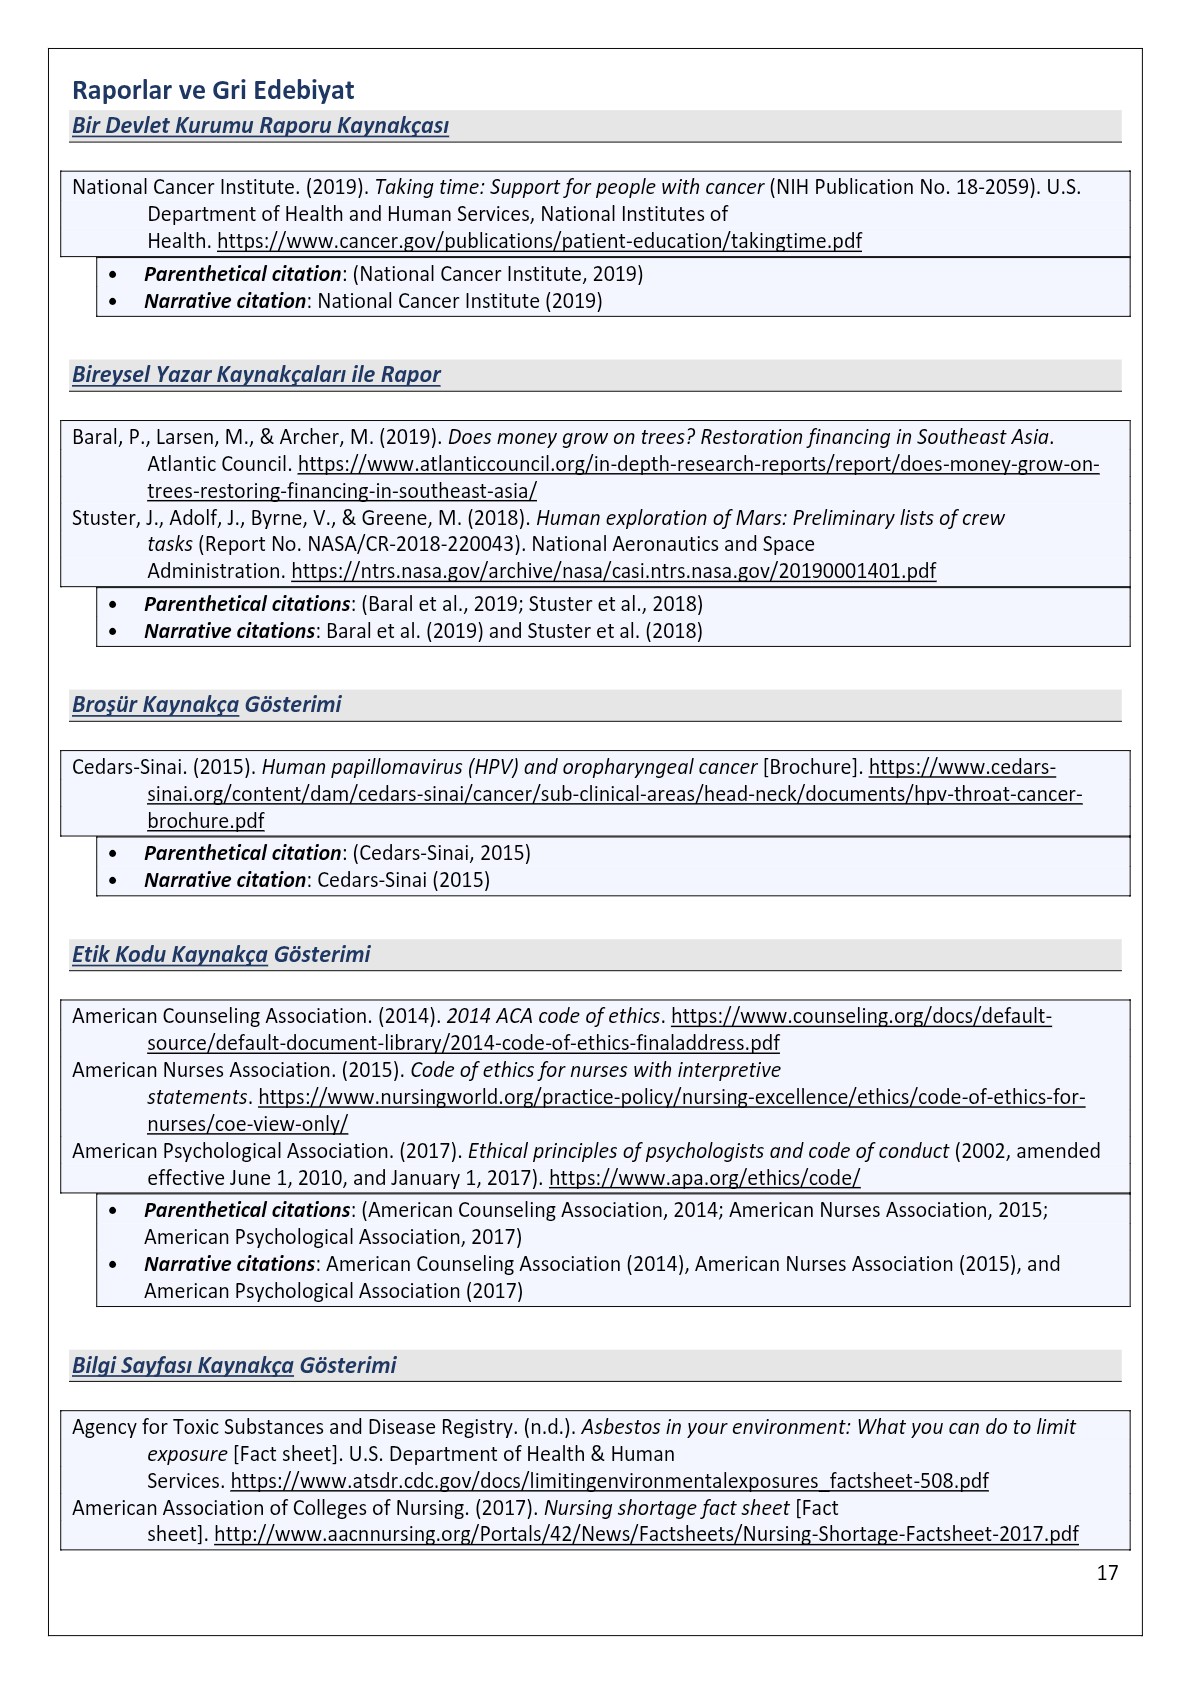 Raporlar ve Gri Edebiyat
Bir Devlet Kurumu Raporu Kaynakçası
National Cancer Institute. (2019). Taking time: Support for people with cancer (NIH Publication No. 18-2059). U.S.
Department of Health and Human Services, National Institutes of
Health. https://www.cancer.gov/publications/patient-education/takingtime.pdf
• Parenthetical citation: (National Cancer Institute, 2019)
• Narrative citation: National Cancer Institute (2019)
Bireysel Yazar Kaynakçaları ile Rapor
Baral, P., Larsen, M., & Archer, M. (2019). Does money grow on trees? Restoration financing in Southeast Asia.
Atlantic Council. https://www.atlanticcouncil.org/in-depth-research-reports/report/does-money-grow-on-
trees-restoring-financing-in-southeast-asia/
Stuster, J., Adolf, J., Byrne, V., & Greene, M. (2018). Human exploration of Mars: Preliminary lists of crew
tasks (Report No. NASA/CR-2018-220043). National Aeronautics and Space
Administration. https://ntrs.nasa.gov/archive/nasa/casi.ntrs.nasa.gov/20190001401.pdf
• Parenthetical citations: (Baral et al., 2019; Stuster et al., 2018)
• Narrative citations: Baral et al. (2019) and Stuster et al. (2018)
Broşür Kaynakça Gösterimi
Cedars-Sinai. (2015). Human papillomavirus (HPV) and oropharyngeal cancer [Brochure]. https://www.cedars-
sinai.org/content/dam/cedars-sinai/cancer/sub-clinical-areas/head-neck/documents/hpv-throat-cancer-
brochure.pdf
• Parenthetical citation: (Cedars-Sinai, 2015)
• Narrative citation: Cedars-Sinai (2015)
Etik Kodu Kaynakça Gösterimi
American Counseling Association. (2014). 2014 ACA code of ethics. https://www.counseling.org/docs/default-
source/default-document-library/2014-code-of-ethics-finaladdress.pdf
American Nurses Association. (2015). Code of ethics for nurses with interpretive
statements. https://www.nursingworld.org/practice-policy/nursing-excellence/ethics/code-of-ethics-for-
nurses/coe-view-only/
American Psychological Association. (2017). Ethical principles of psychologists and code of conduct (2002, amended
effective June 1, 2010, and January 1, 2017). https://www.apa.org/ethics/code/
• Parenthetical citations: (American Counseling Association, 2014; American Nurses Association, 2015;
American Psychological Association, 2017)
• Narrative citations: American Counseling Association (2014), American Nurses Association (2015), and
American Psychological Association (2017)
Bilgi Sayfası Kaynakça Gösterimi
Agency for Toxic Substances and Disease Registry. (n.d.). Asbestos in your environment: What you can do to limit
exposure [Fact sheet]. U.S. Department of Health & Human
Services. https://www.atsdr.cdc.gov/docs/limitingenvironmentalexposures_factsheet-508.pdf
American Association of Colleges of Nursing. (2017). Nursing shortage fact sheet [Fact
sheet]. http://www.aacnnursing.org/Portals/42/News/Factsheets/Nursing-Shortage-Factsheet-2017.pdf
17